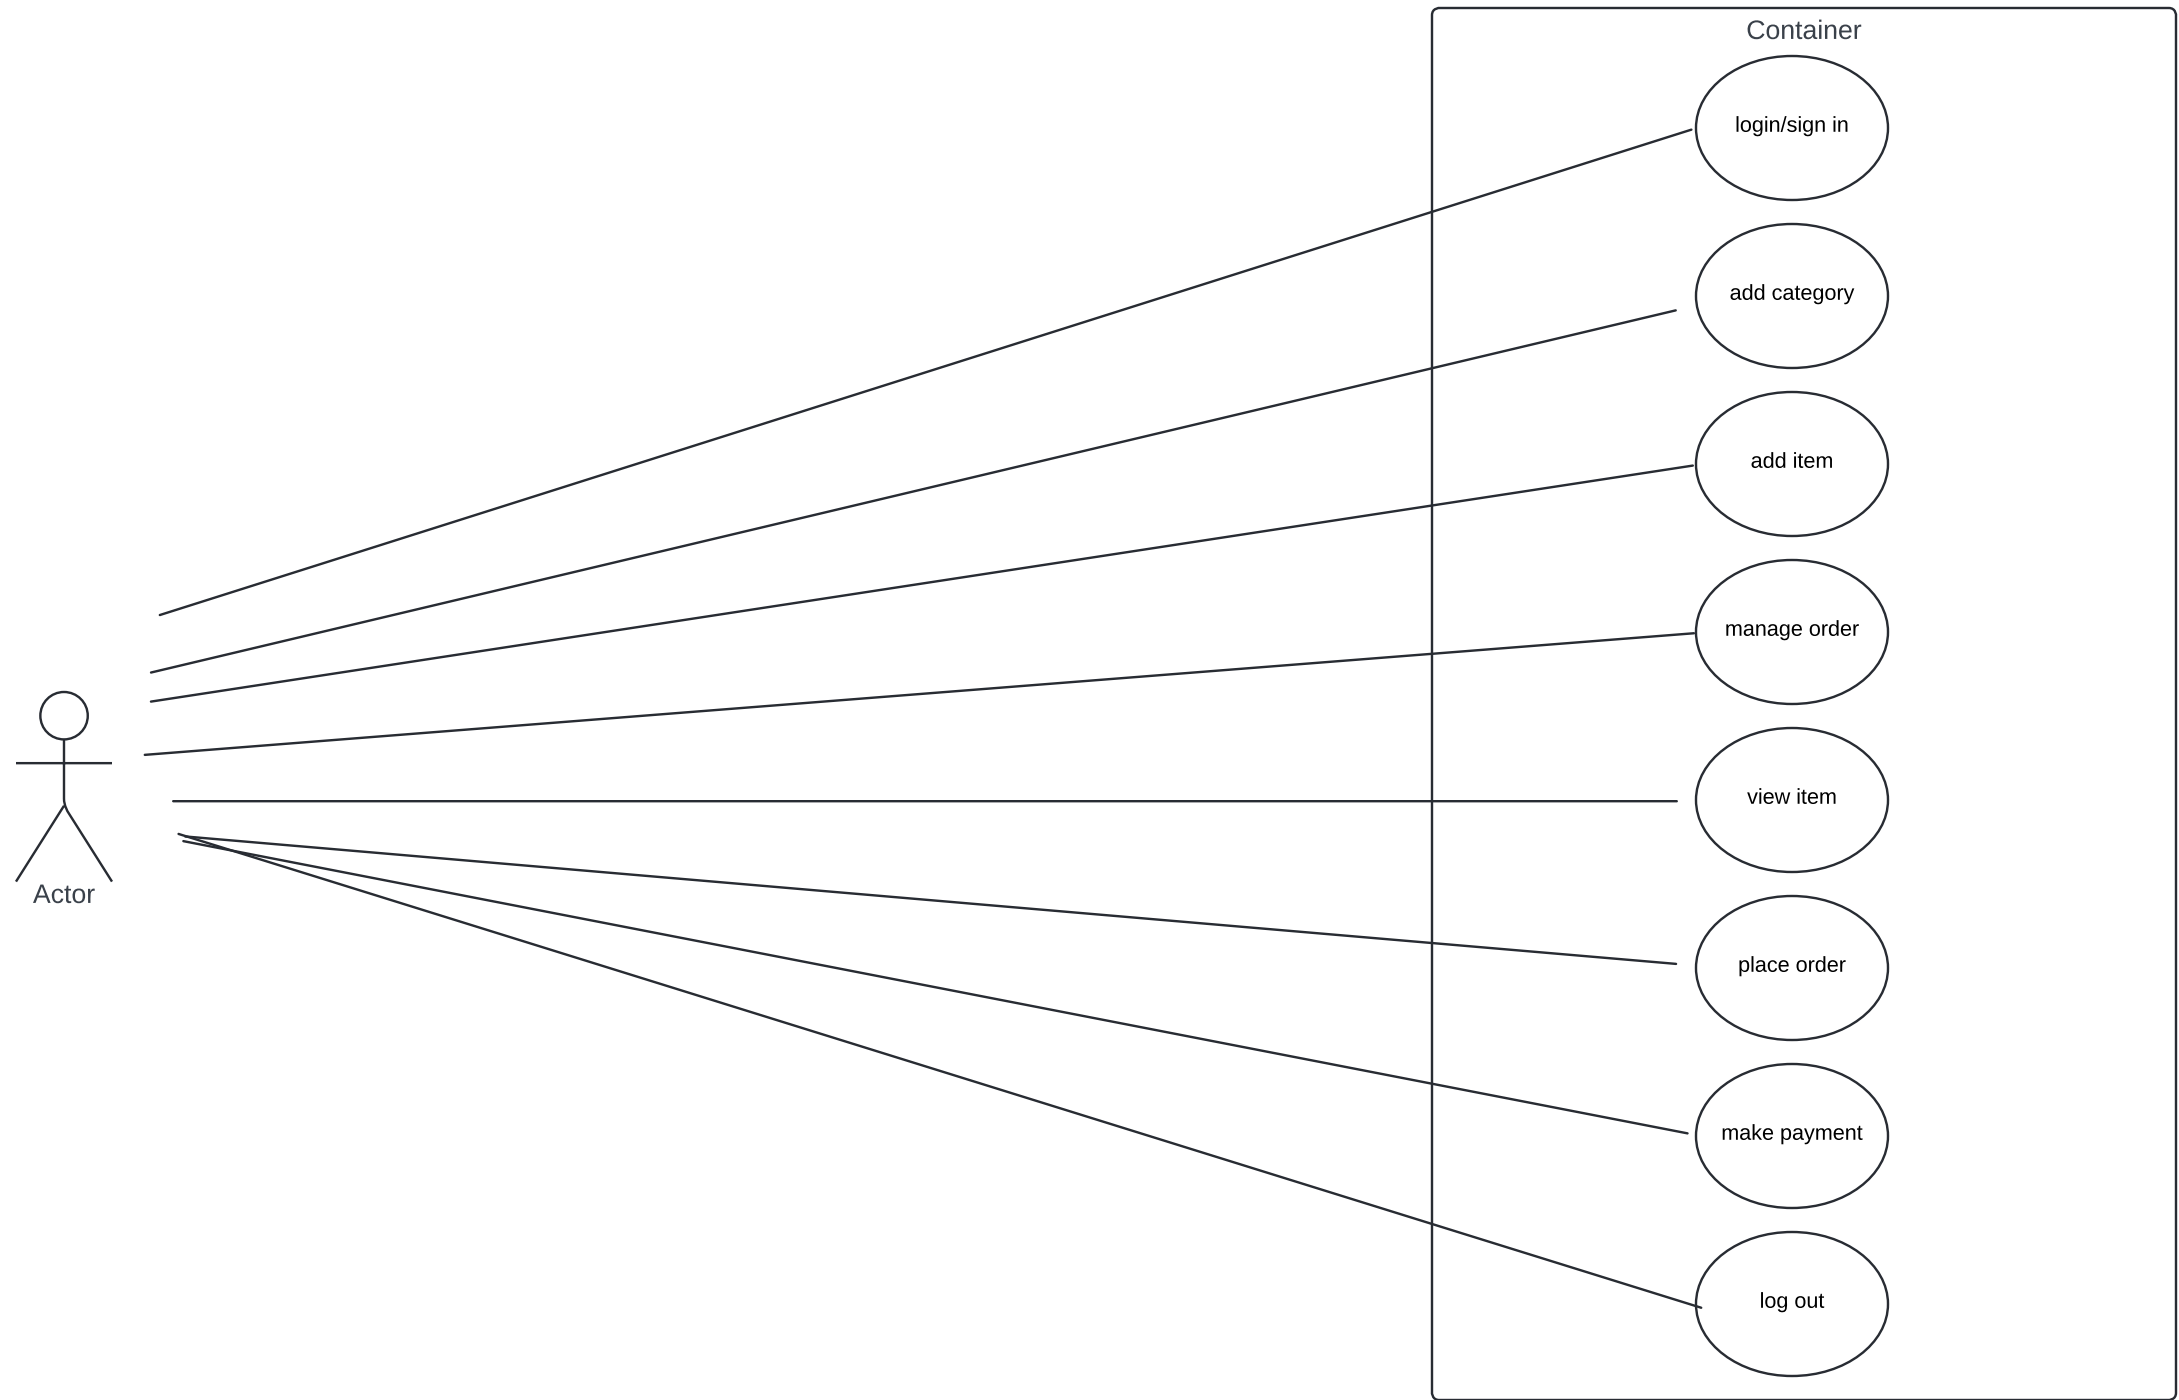 Container
login/sign in
add category
add item
manage order
view item
Actor
place order
make payment
log out